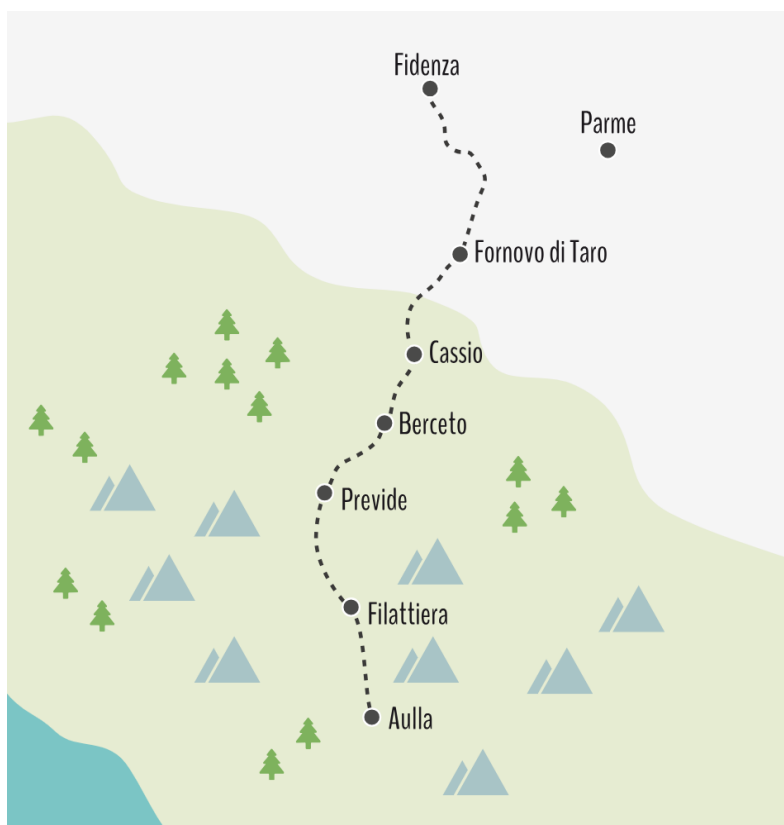 Fidenza
Parme
Fornovo di Taro
Cassio
Berceto
Previde
Filattiera
Aulla